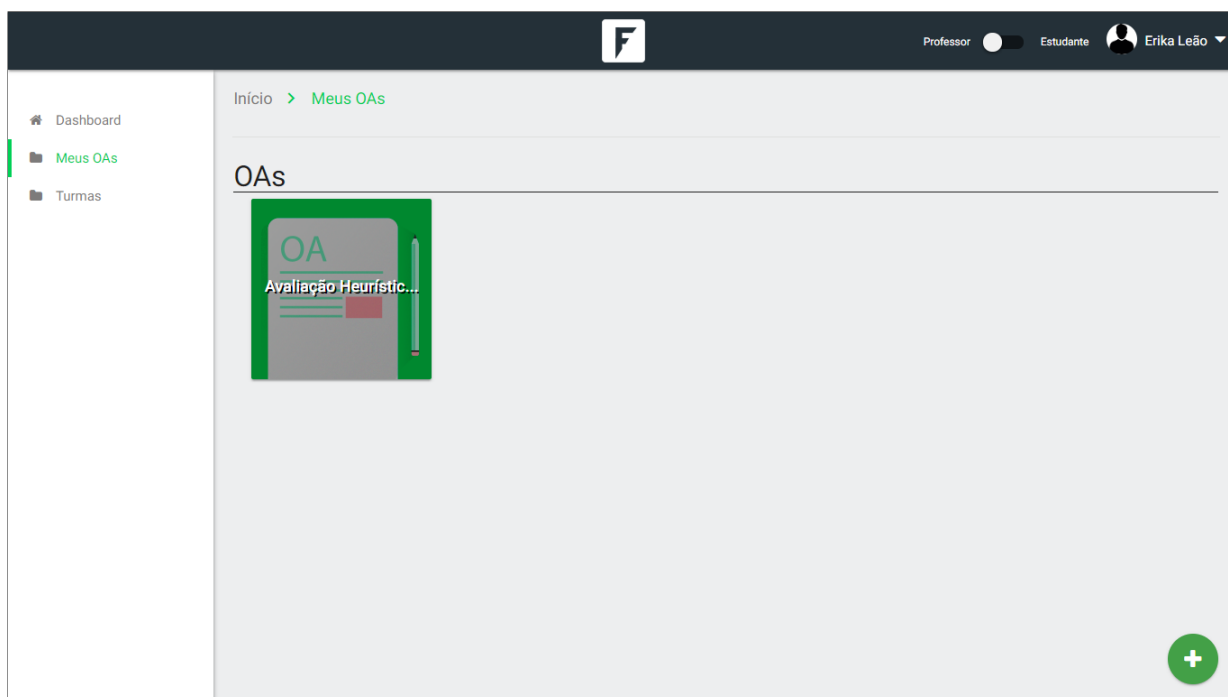 F
Professor Estudante Erika Leão
Início > Meus OAs
Dashboard
Meus OAs
Turmas
OAs
OA
Avaliação Heurístic...